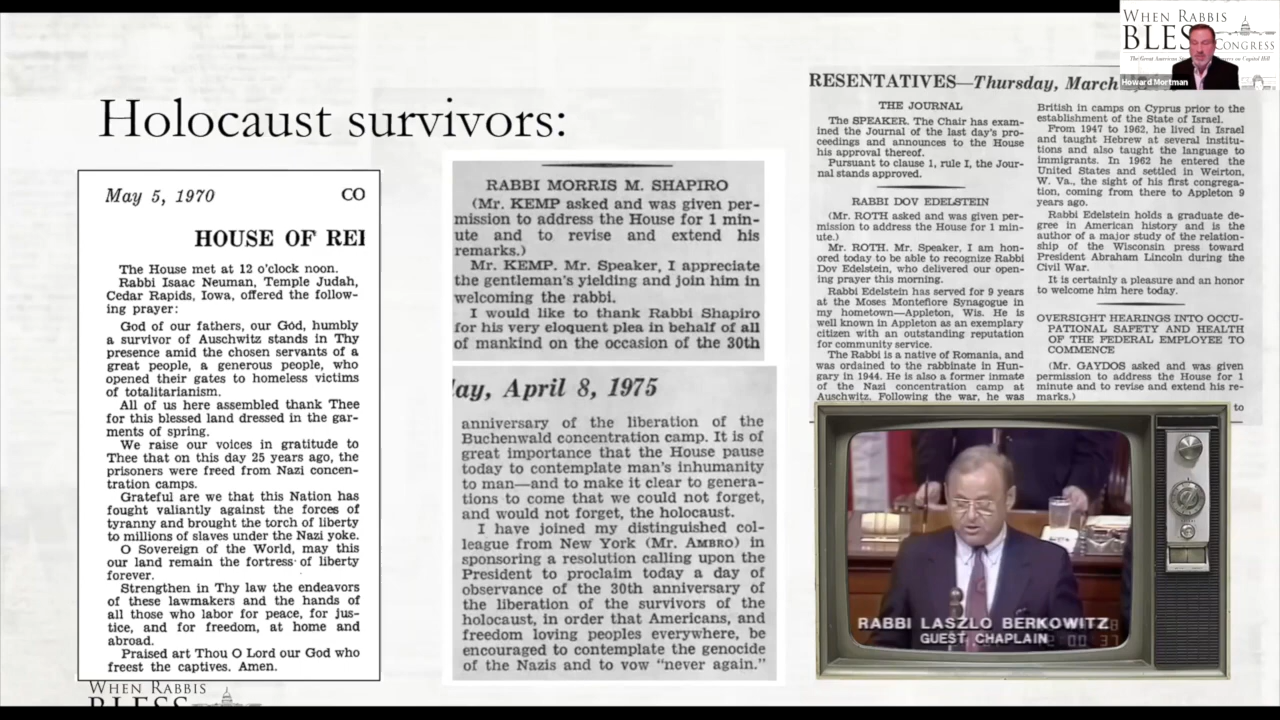 WHEN RABBIS
BLES
CONGRESS
Howard Mortman
Holocaust survivors:
May 5, 1970
CO
HOUSE OF REI
The House met at 12 o'clock noon.
Rabbi Isaac Neuman, Temple Judah,
Cedar Rapids, Iowa, offered the follow-
ing prayer:
God of our fathers, our God, humbly
a survivor of Auschwitz stands in Thy
presence amid the chosen servants of a
great people, a generous people, who
opened their gates to homeless victims
of totalitarianism.
All of us here assembled thank Thee
for this blessed land dressed in the gar-
ments of spring.
We raise our voices in gratitude to
Thee that on this day 25 years ago, the
prisoners were freed from Nazi concen-
tration camps.
Grateful are we that this Nation has
fought valiantly against the forces of
tyranny and brought the torch of liberty
to millions of slaves under the Nazi yoke.
O Sovereign of the World, may this
our land remain the fortress of liberty
forever.
Strengthen in Thy law the endeavors
of these lawmakers and the hands of
all those who labor for peace, for jus-
tice, and for freedom, at home and
abroad.
Praised art Thou O Lord our God who
freest the captives. Amen.
WHEN RABBIS
BLESS
RABBI MORRIS M. SHAPIRO
(Mr. KEMP asked and was given per-
mission to address the House for 1 min-
ute and to revise and extend his
remarks.)
Mr. KEMP. Mr. Speaker, I appreciate
the gentleman's yielding and join him in
welcoming the rabbi.
I would like to thank Rabbi Shapiro
for his very eloquent plea in behalf of all
of mankind on the occasion of the 30th
ay, April 8, 1975
anniversary of the liberation of the
Buchenwald concentration camp. It is of
great importance that the House pause
today to contemplate man's inhumanity
to man—and to make it clear to genera-
tions to come that we could not forget,
and would not forget, the holocaust.
I have joined my distinguished col-
league from New York (Mr. AMBRO) in
sponsoring a resolution calling upon the
President to proclaim today a day of
observance of the 30th anniversary of
the liberation of the survivors of the
holocaust, in order that Americans, and
freedom loving peoples everywhere, be
encouraged to contemplate the genocide
of the Nazis and to vow "never again."
RESENTATIVES—Thursday, March
THE JOURNAL
The SPEAKER. The Chair has exam-
ined the Journal of the last day's pro-
ceedings and announces to the House
his approval thereof.
Pursuant to clause 1, rule I, the Jour-
nal stands approved.
RABBI DOV EDELSTEIN
(Mr. ROTH asked and was given per-
mission to address the House for 1 min-
ute.)
Mr. ROTH. Mr. Speaker, I am hon-
ored today to be able to recognize Rabbi
Dov Edelstein, who delivered our open-
ing prayer this morning.
Rabbi Edelstein has served for 9 years
at the Moses Montefiore Synagogue in
my hometown—Appleton, Wis. He is
well known in Appleton as an exemplary
citizen with an outstanding reputation
for community service.
The Rabbi is a native of Romania, and
was ordained to the rabbinate in Hun-
gary in 1944. He is also a former inmate
of the Nazi concentration camp at
Auschwitz. Following the war, he was
British in camps on Cyprus prior to the
establishment of the State of Israel.
From 1947 to 1962, he lived in Israel
and taught Hebrew at several institu-
tions and also taught the language to
immigrants. In 1962 he entered the
United States and settled in Weirton,
W. Va., the sight of his first congrega-
tion, coming from there to Appleton 9
years ago.
Rabbi Edelstein holds a graduate de-
gree in American history and is the
author of a major study of the relation-
ship of the Wisconsin press toward
President Abraham Lincoln during the
Civil War.
It is certainly a pleasure and an honor
to welcome him here today.
OVERSIGHT HEARINGS INTO OCCU-
PATIONAL SAFETY AND HEALTH
OF THE FEDERAL EMPLOYEE TO
COMMENCE
(Mr. GAYDOS asked and was given
permission to address the House for 1
minute and to revise and extend his re-
marks.)
to
RABBI LASZLO BERKOWITZ
GUEST CHAPLAIN